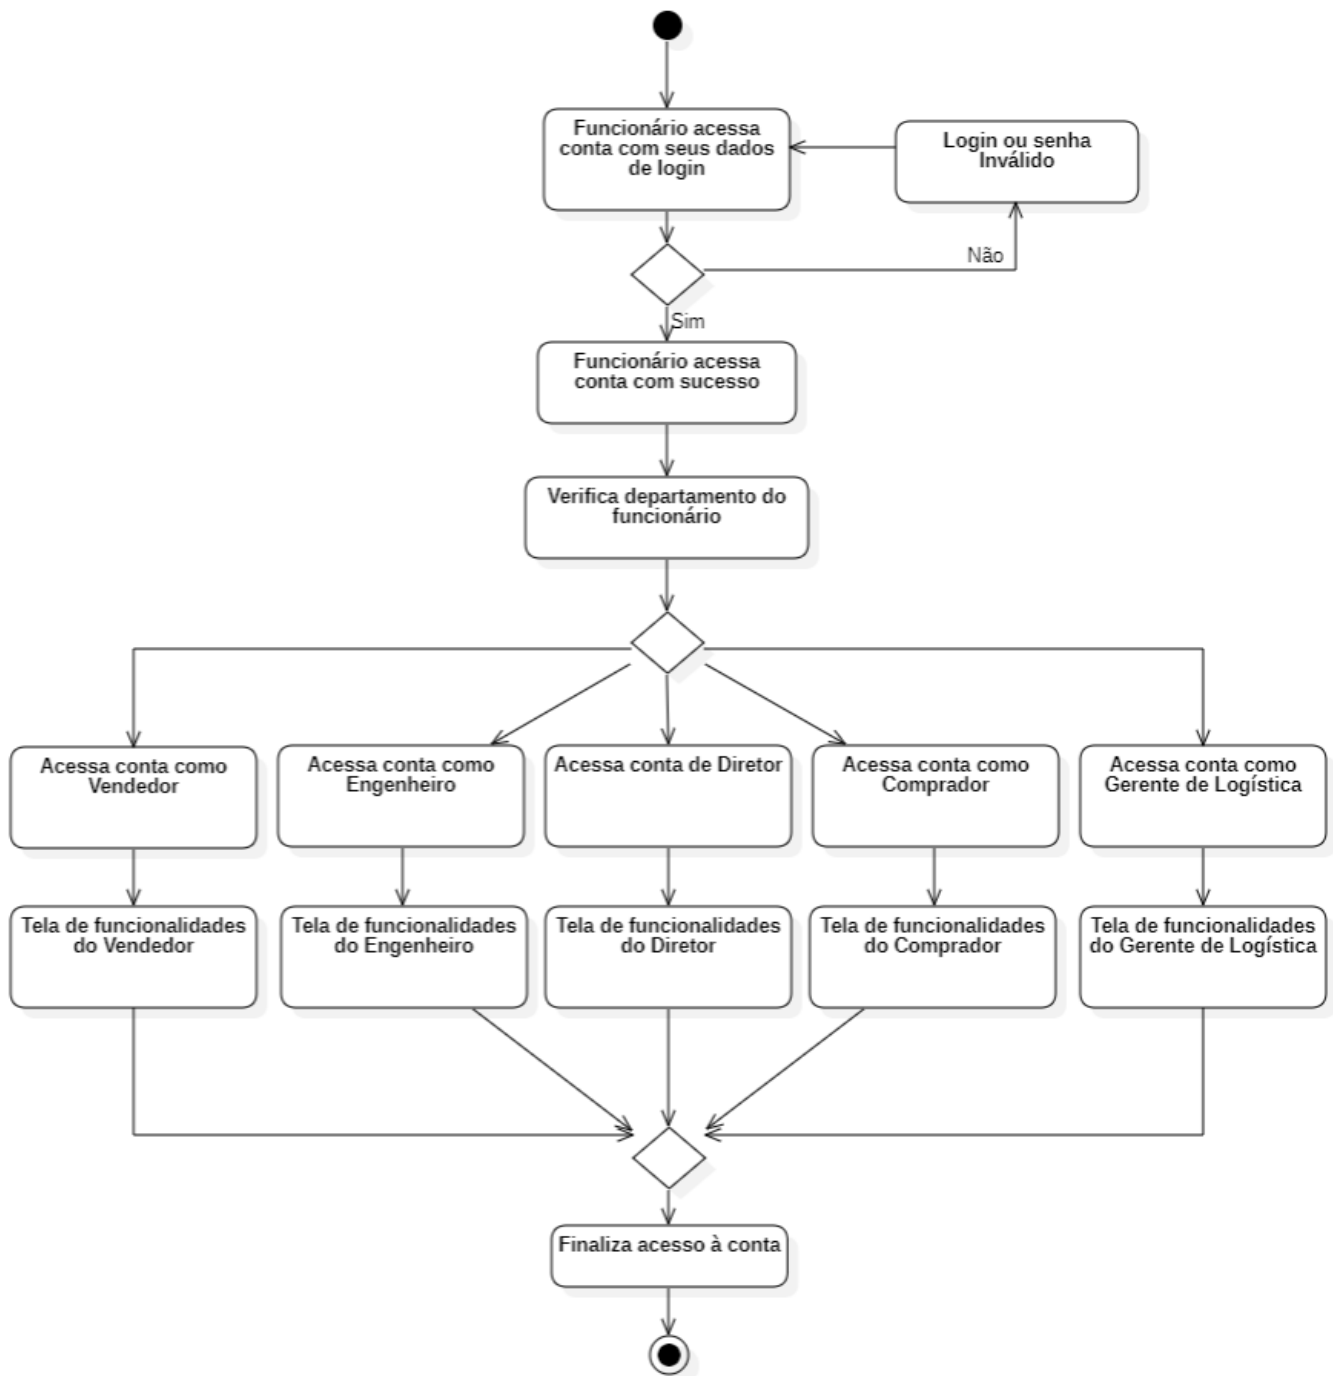 Funcionário acessa
conta com seus dados
de login
Login ou senha
Inválido
Não
Sim
Funcionário acessa
conta com sucesso
Verifica departamento do
funcionário
Acessa conta como
Vendedor
Acessa conta como
Engenheiro
Acessa conta de Diretor
Acessa conta como
Comprador
Acessa conta como
Gerente de Logística
Tela de funcionalidades
do Vendedor
Tela de funcionalidades
do Engenheiro
Tela de funcionalidades
do Diretor
Tela de funcionalidades
do Comprador
Tela de funcionalidades
do Gerente de Logística
Finaliza acesso à conta